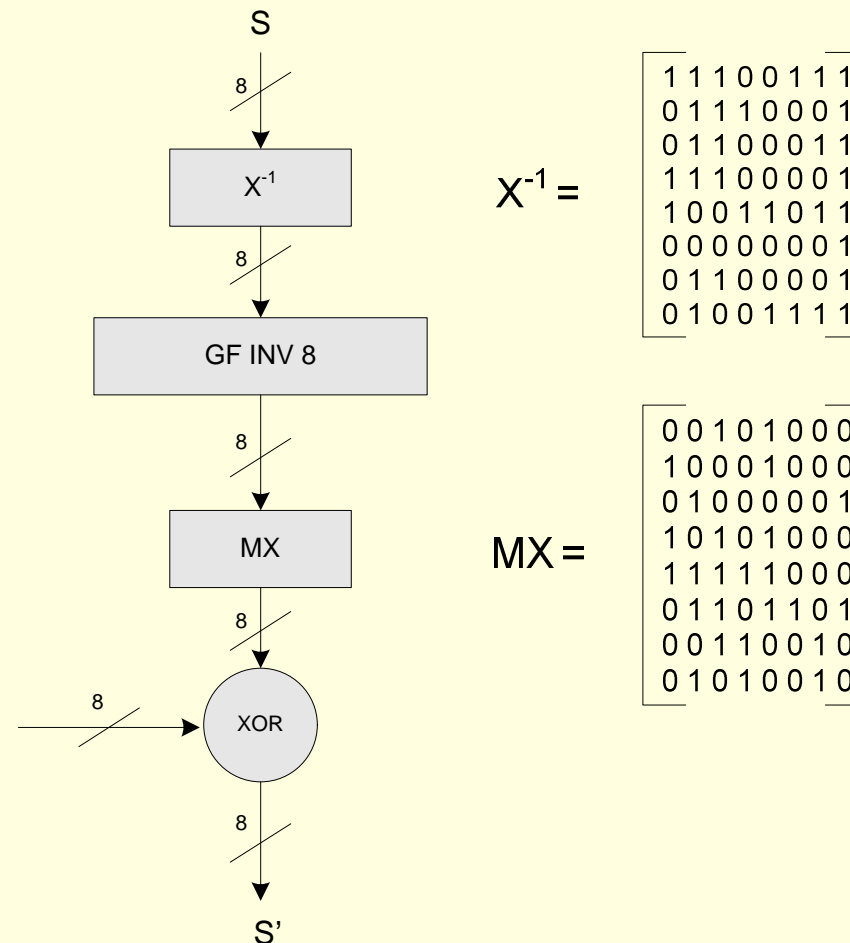 S
8
X⁻¹
8
GF INV 8
8
MX
8
8
XOR
8
S'
X⁻¹ =
1 1 1 0 0 1 1 1
0 1 1 1 0 0 0 1
0 1 1 0 0 0 1 1
1 1 1 0 0 0 0 1
1 0 0 1 1 0 1 1
0 0 0 0 0 0 0 1
0 1 1 0 0 0 0 1
0 1 0 0 1 1 1 1
MX =
0 0 1 0 1 0 0 0
1 0 0 0 1 0 0 0
0 1 0 0 0 0 0 1
1 0 1 0 1 0 0 0
1 1 1 1 1 0 0 0
0 1 1 0 1 1 0 1
0 0 1 1 0 0 1 0
0 1 0 1 0 0 1 0